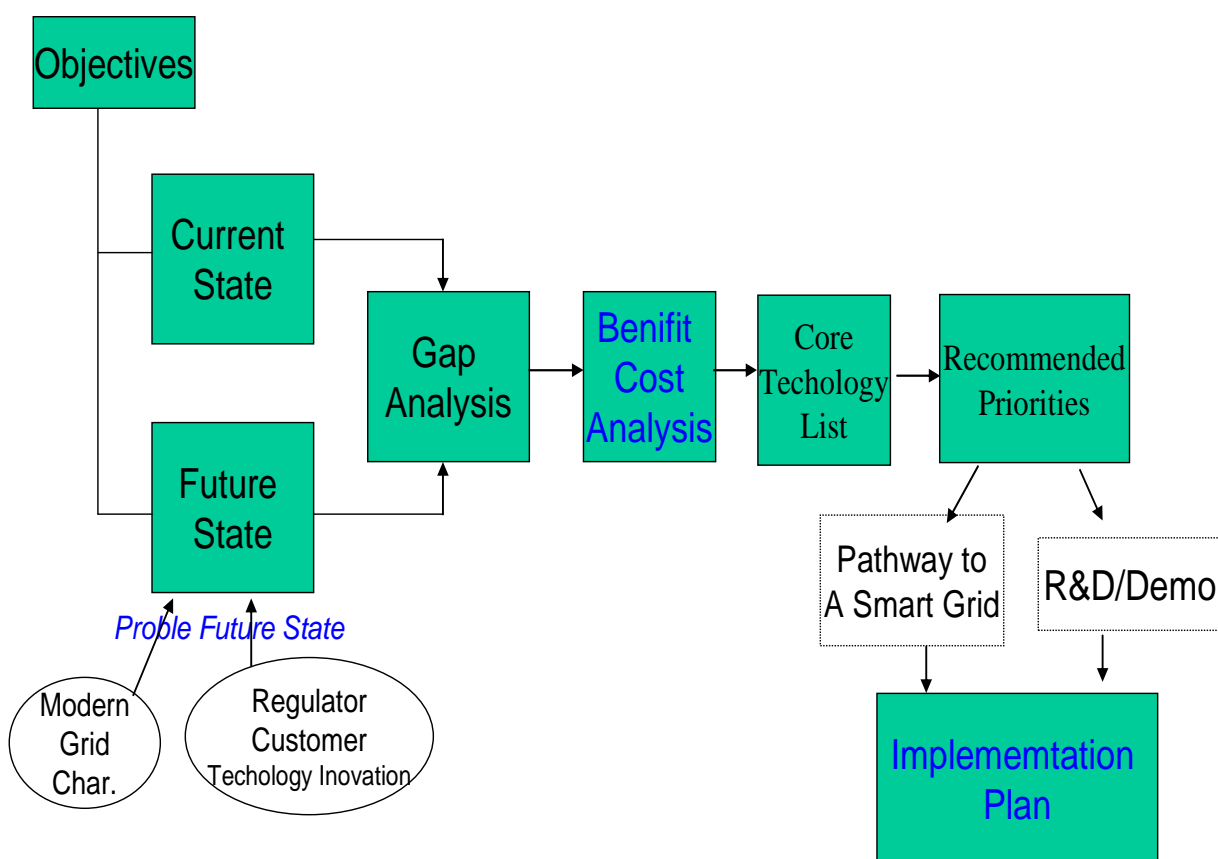 Objectives
Current
State
Gap
Analysis
Benifit
Cost
Analysis
Core
Techology
List
Recommended
Priorities
Future
State
Pathway to
A Smart Grid
R&D/Demo
Proble Future State
Modern
Grid
Char.
Regulator
Customer
Techology Inovation
Implememtation
Plan